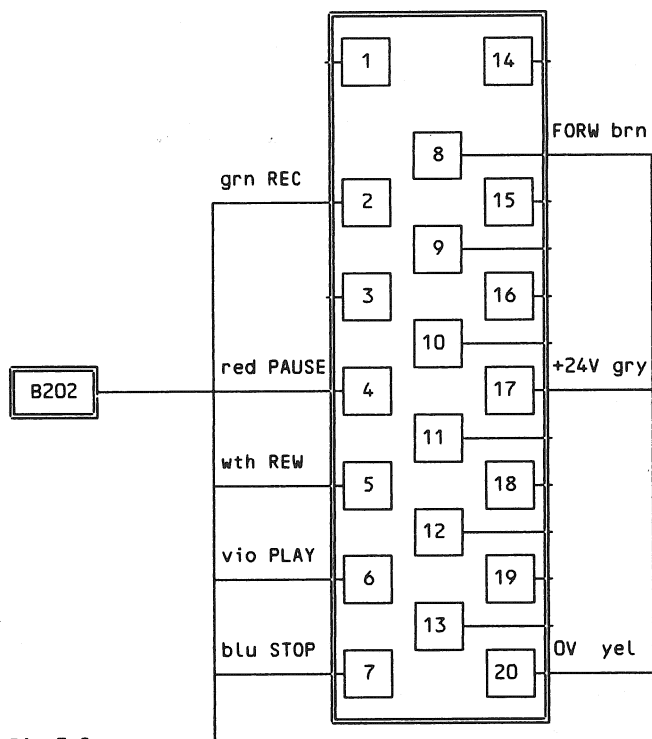 1 14
FORW brn
8
grn REC
2 15
9
3 16
10
red PAUSE +24V gry
B202 4 17
11
wth REW
5 18
12
vio PLAY
6 19
13
blu STOP 0V yel
7 20